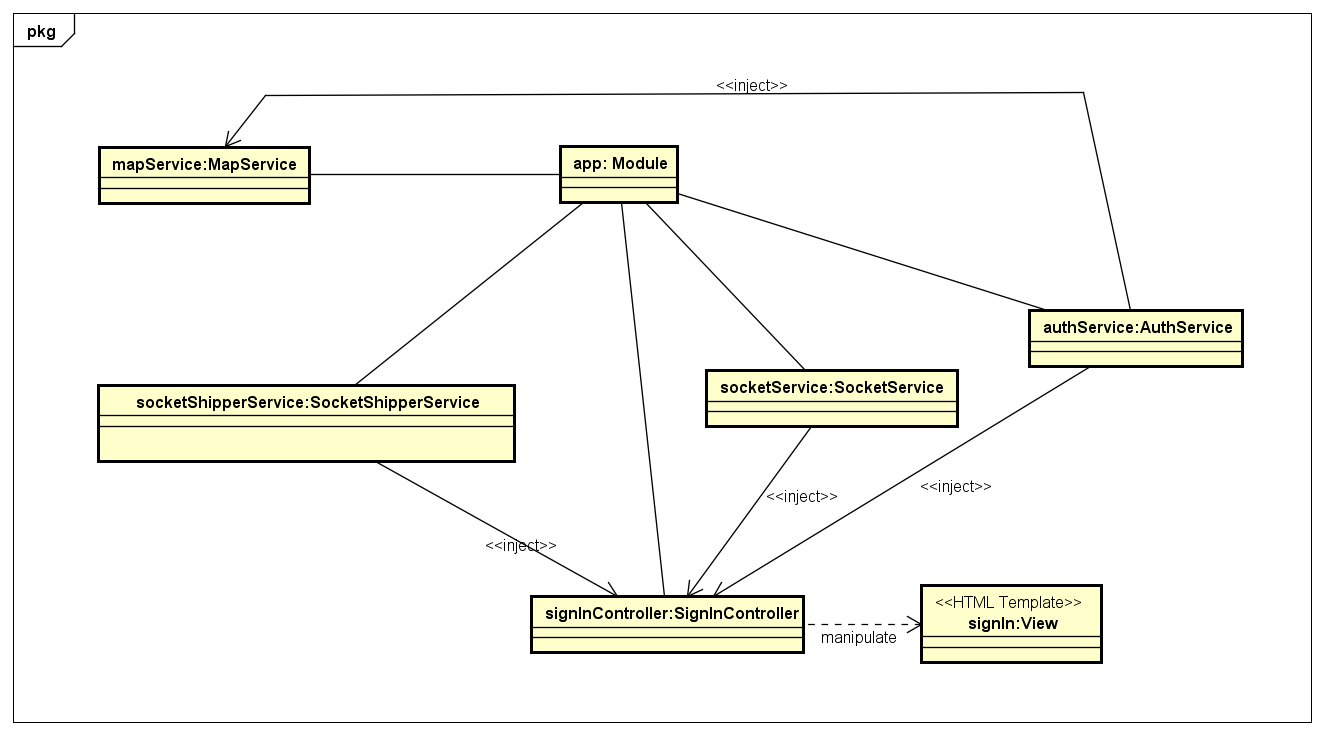 pkg
<<inject>>
mapService:MapService
app: Module
authService:AuthService
socketShipperService:SocketShipperService
socketService:SocketService
<<inject>>
<<inject>>
<<inject>>
signInController:SignInController
manipulate
<<HTML Template>>
signIn:View